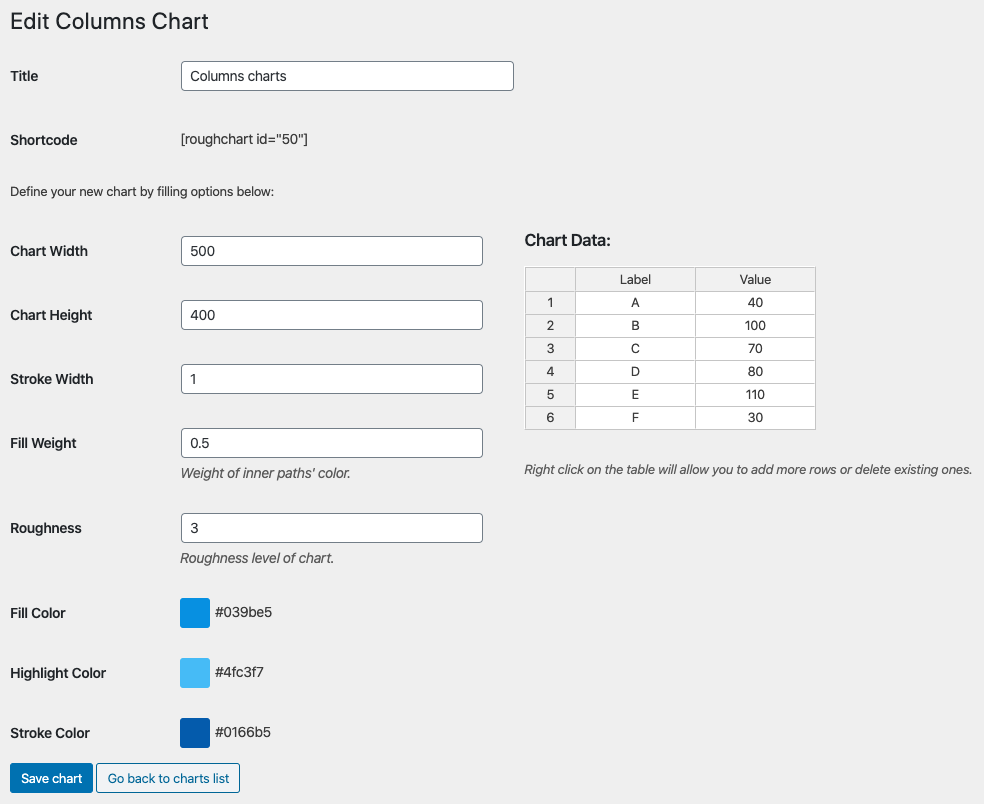 Edit Columns Chart
Title
Columns charts
Shortcode
[roughchart id="50"]
Define your new chart by filling options below:
Chart Width
500
Chart Height
400
Stroke Width
1
Fill Weight
0.5
Weight of inner paths' color.
Roughness
3
Roughness level of chart.
Fill Color
#039be5
Highlight Color
#4fc3f7
Stroke Color
#0166b5
Save chart
Go back to charts list
Chart Data:
Label Value
1 A 40
2 B 100
3 C 70
4 D 80
5 E 110
6 F 30
Right click on the table will allow you to add more rows or delete existing ones.